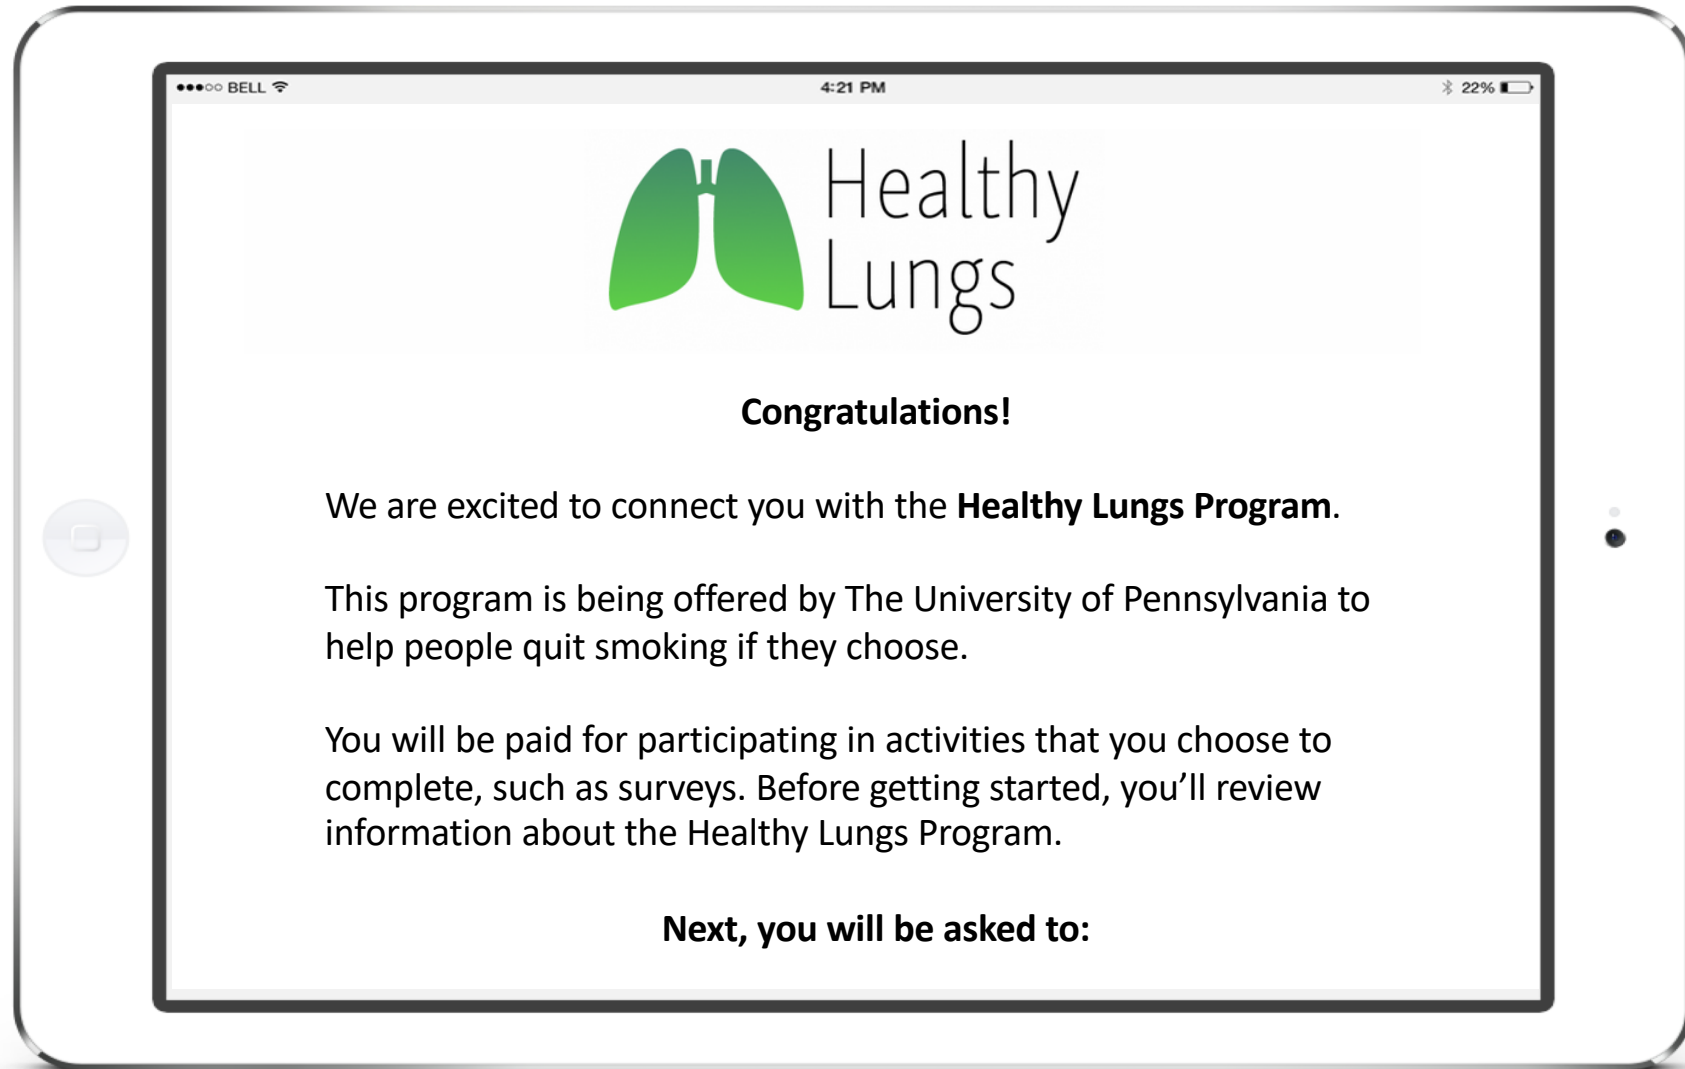 BELL 4:21 PM 22%
Healthy
Lungs
Congratulations!
We are excited to connect you with the Healthy Lungs Program.
This program is being offered by The University of Pennsylvania to
help people quit smoking if they choose.
You will be paid for participating in activities that you choose to
complete, such as surveys. Before getting started, you’ll review
information about the Healthy Lungs Program.
Next, you will be asked to: